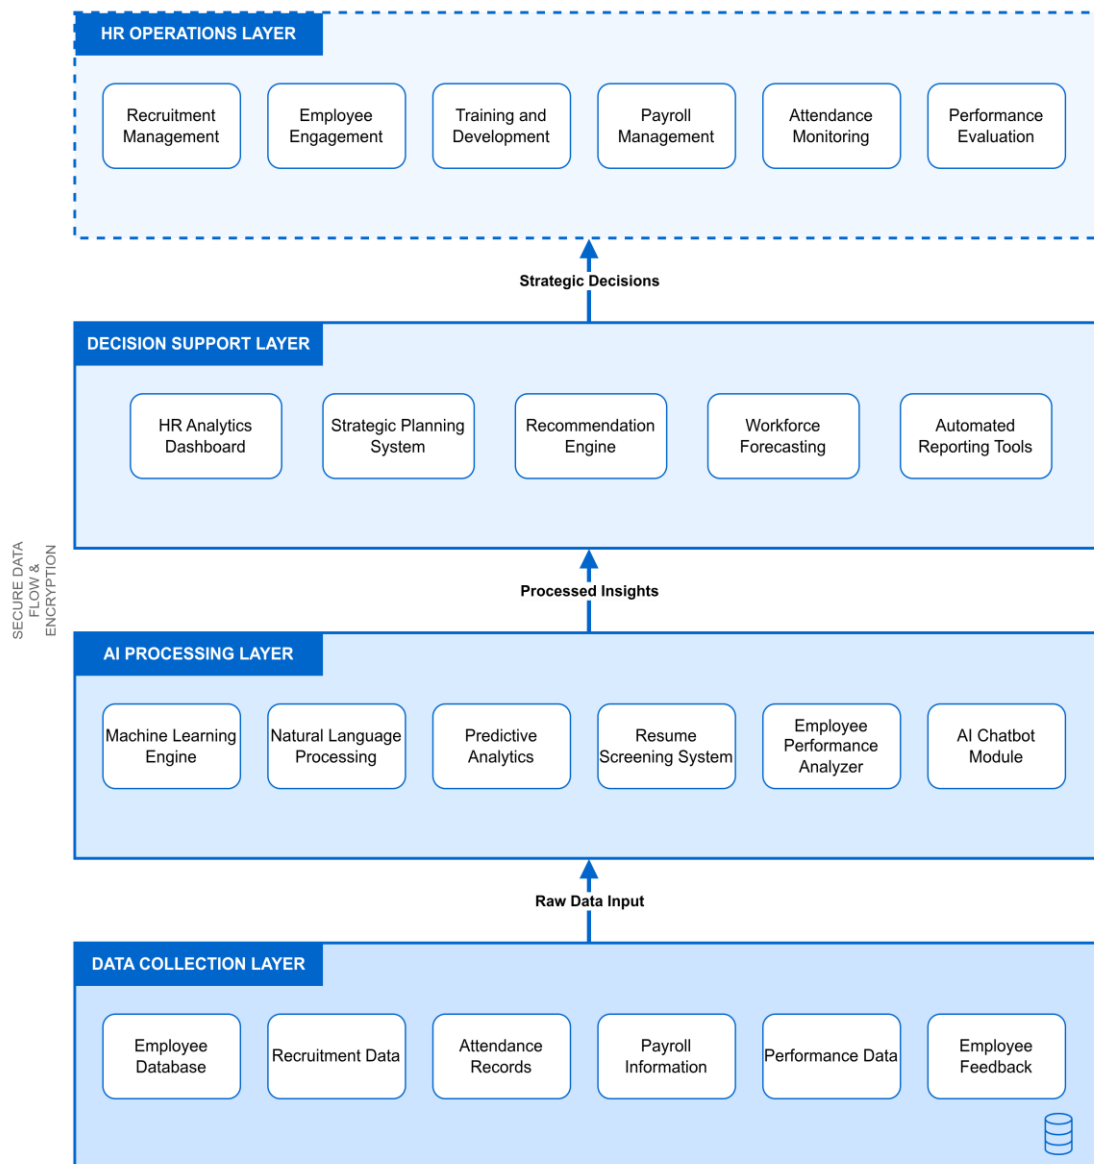 HR OPERATIONS LAYER
Recruitment
Management
Employee
Engagement
Training and
Development
Payroll
Management
Attendance
Monitoring
Performance
Evaluation
Strategic Decisions
DECISION SUPPORT LAYER
HR Analytics
Dashboard
Strategic Planning
System
Recommendation
Engine
Workforce
Forecasting
Automated
Reporting Tools
SECURE DATA
FLOW &
ENCRYPTION
Processed Insights
AI PROCESSING LAYER
Machine Learning
Engine
Natural Language
Processing
Predictive
Analytics
Resume
Screening System
Employee
Performance
Analyzer
AI Chatbot
Module
Raw Data Input
DATA COLLECTION LAYER
Employee
Database
Recruitment Data
Attendance
Records
Payroll
Information
Performance Data
Employee
Feedback